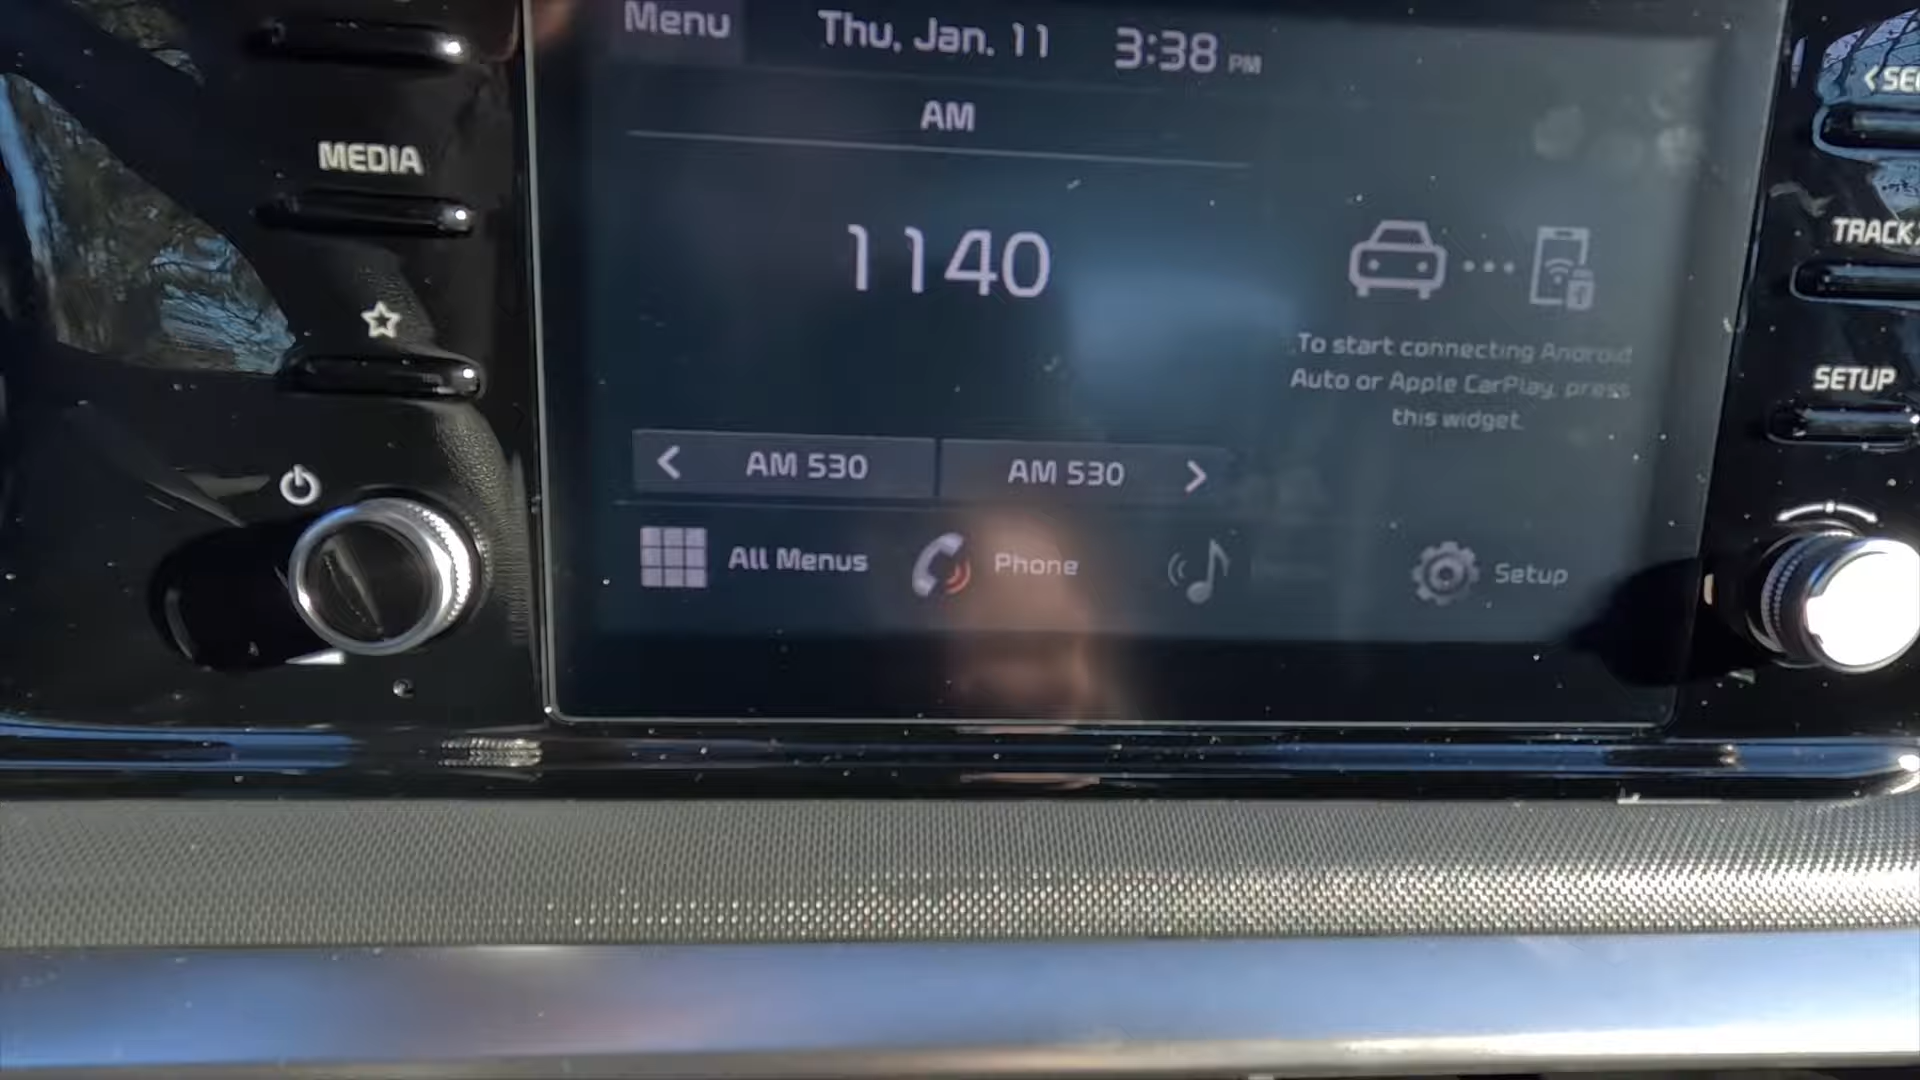 Menu Thu, Jan. 11 3:38 PM
AM
1140
MEDIA
TRACK
SETUP
To start connecting Android
Auto or Apple CarPlay, press
this widget.
< AM 530 AM 530 >
All Menus Phone Setup